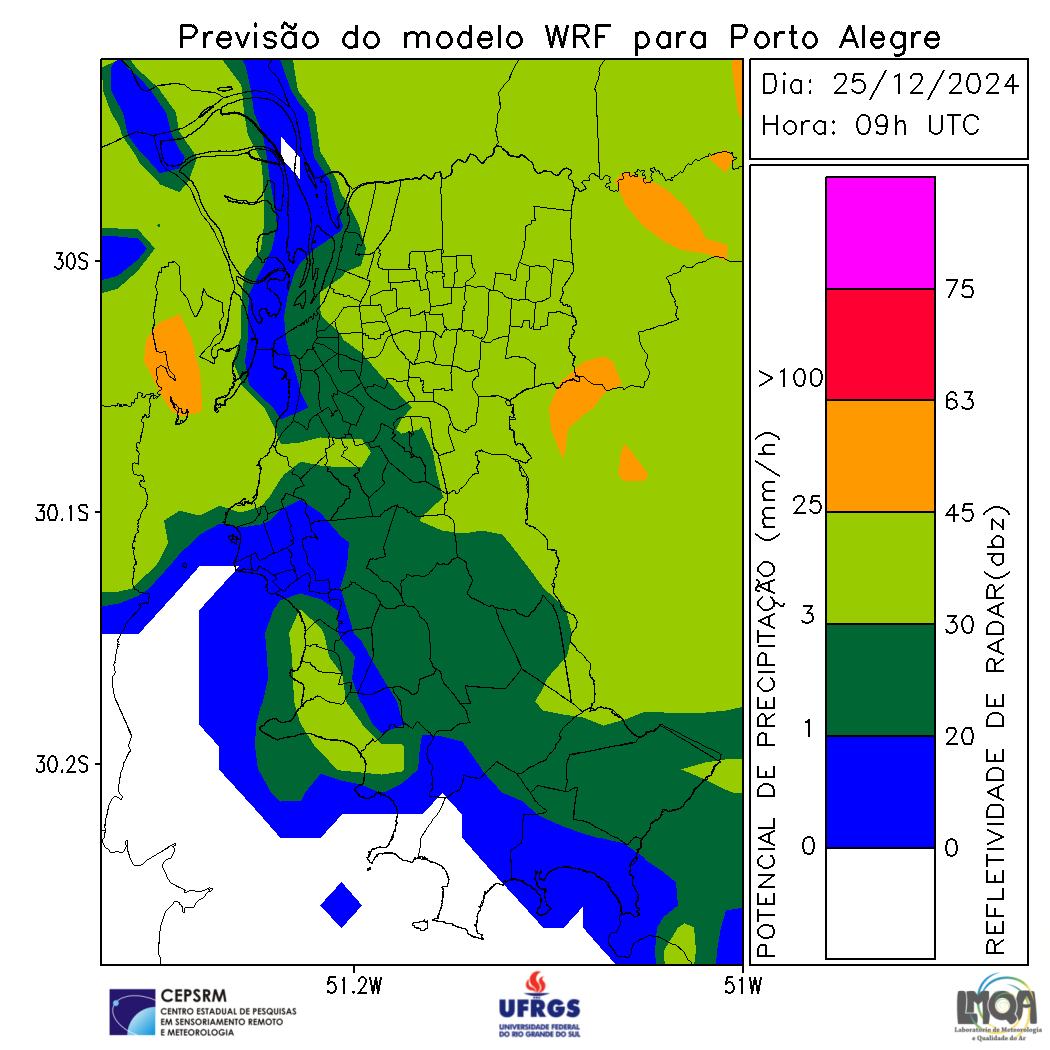 Previsão do modelo WRF para Porto Alegre
Dia: 25/12/2024
Hora: 09h UTC
30S
30.1S
30.2S
51.2W
51W
POTENCIAL DE PRECIPITAÇÃO (mm/h)
>100
25
3
1
0
75
63
45
30
20
0
REFLETIVIDADE DE RADAR(dbz)
CEPSRM
CENTRO ESTADUAL DE PESQUISAS
EM SENSORIAMENTO REMOTO
E METEOROLOGIA
UFRGS
UNIVERSIDADE FEDERAL
DO RIO GRANDE DO SUL
LMQA
Laboratório de Meteorologia
e Qualidade do Ar